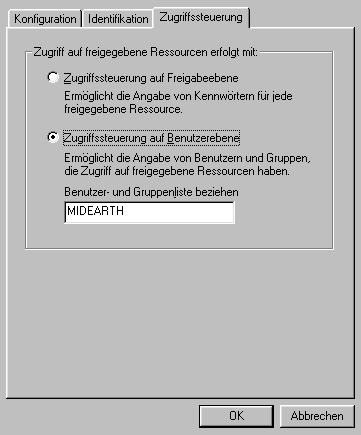 Konfiguration Identifikation Zugriffssteuerung
Zugriff auf freigegebene Ressourcen erfolgt mit:
Zugriffssteuerung auf Freigabeebene
Ermöglicht die Angabe von Kennwörtern für jede
freigegebene Ressource.
Zugriffssteuerung auf Benutzerebene
Ermöglicht die Angabe von Benutzern und Gruppen,
die Zugriff auf freigegebene Ressourcen haben.
Benutzer- und Gruppenliste beziehen
MIDEARTH
OK Abbrechen